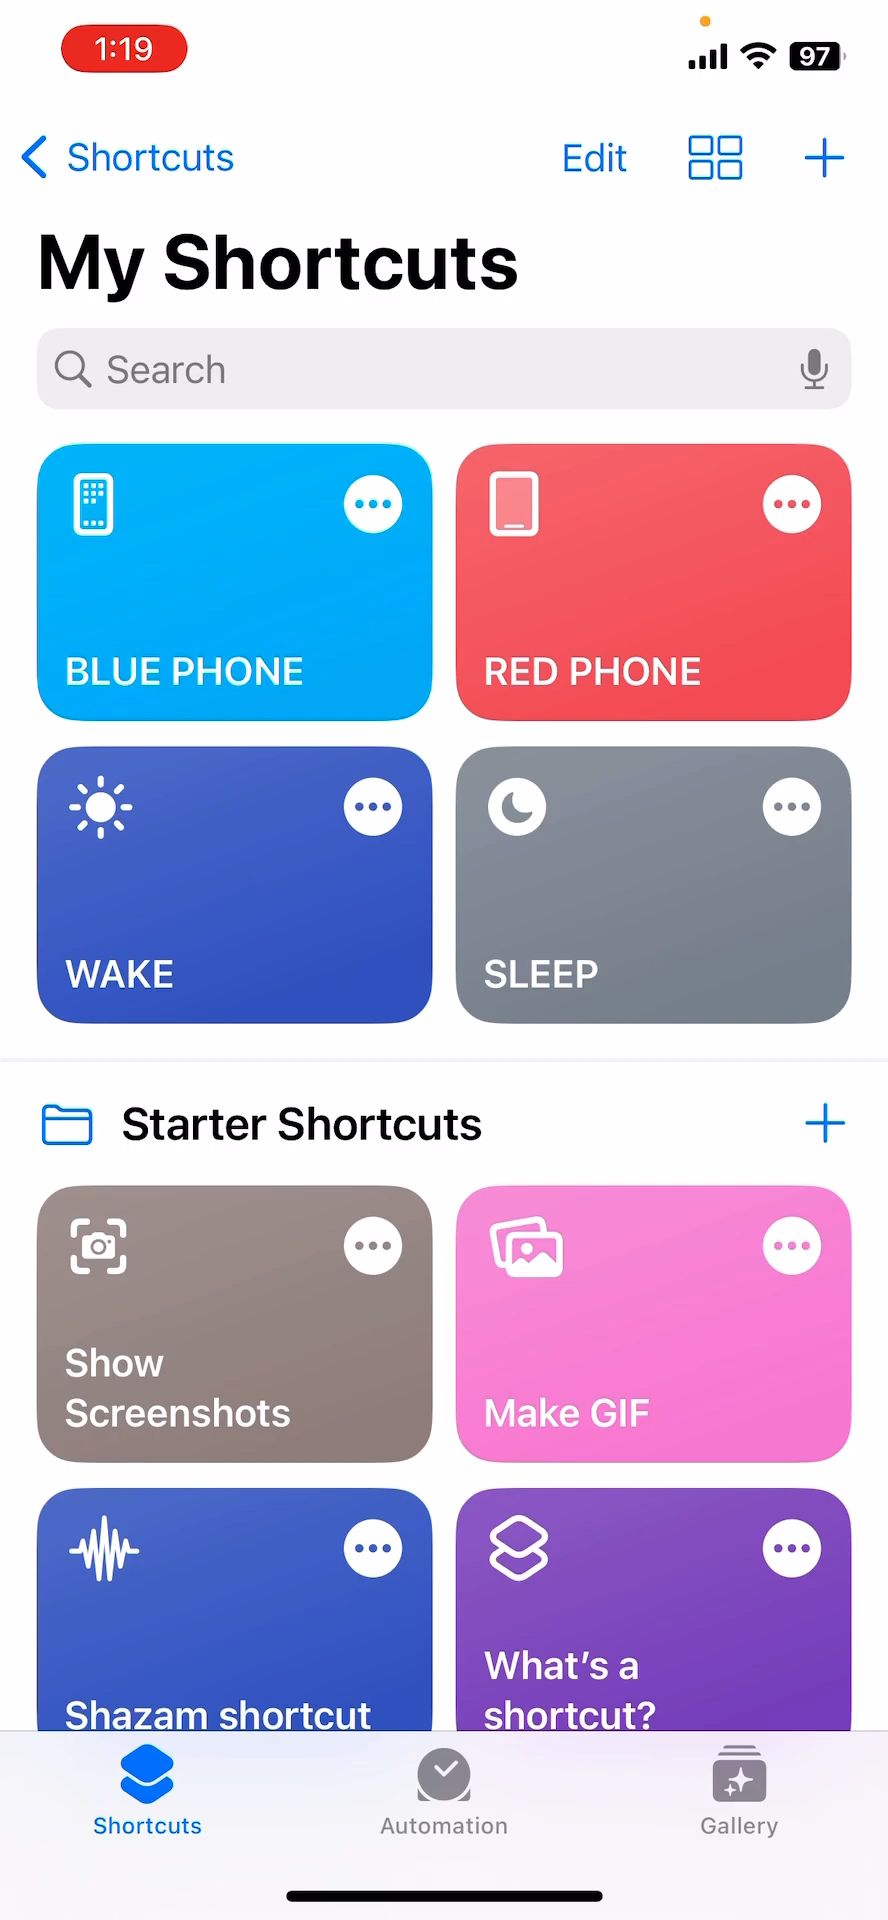 1:19
97
Shortcuts
Edit
My Shortcuts
Search
BLUE PHONE
RED PHONE
WAKE
SLEEP
Starter Shortcuts
Show
Screenshots
Make GIF
Shazam shortcut
What’s a
shortcut?
Shortcuts
Automation
Gallery